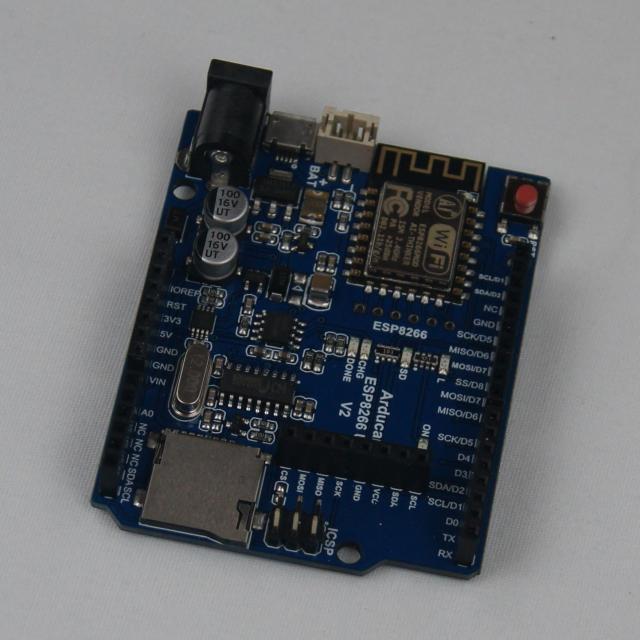 BAT
100
16V
UT
100
16V
UT
WiFi
FC
ESP8266
IOREF
RST
3V3
5V
GND
GND
VIN
A0
NC
NC
NC
SDA
SCL
SCL/D1
SDA/D2
NC
GND
SCK/D5
MISO/D6
MOSI/D7
SS/D8
MOSI/D7
MISO/D6
SCK/D5
D4
D3
SDA/D2
SCL/D1
D0
TX
RX
CHG
DONE
L
ON
ESP8266
V2
CS
MOSI
MISO
SCK
GND
VCC
SDA
SCL
ICSP